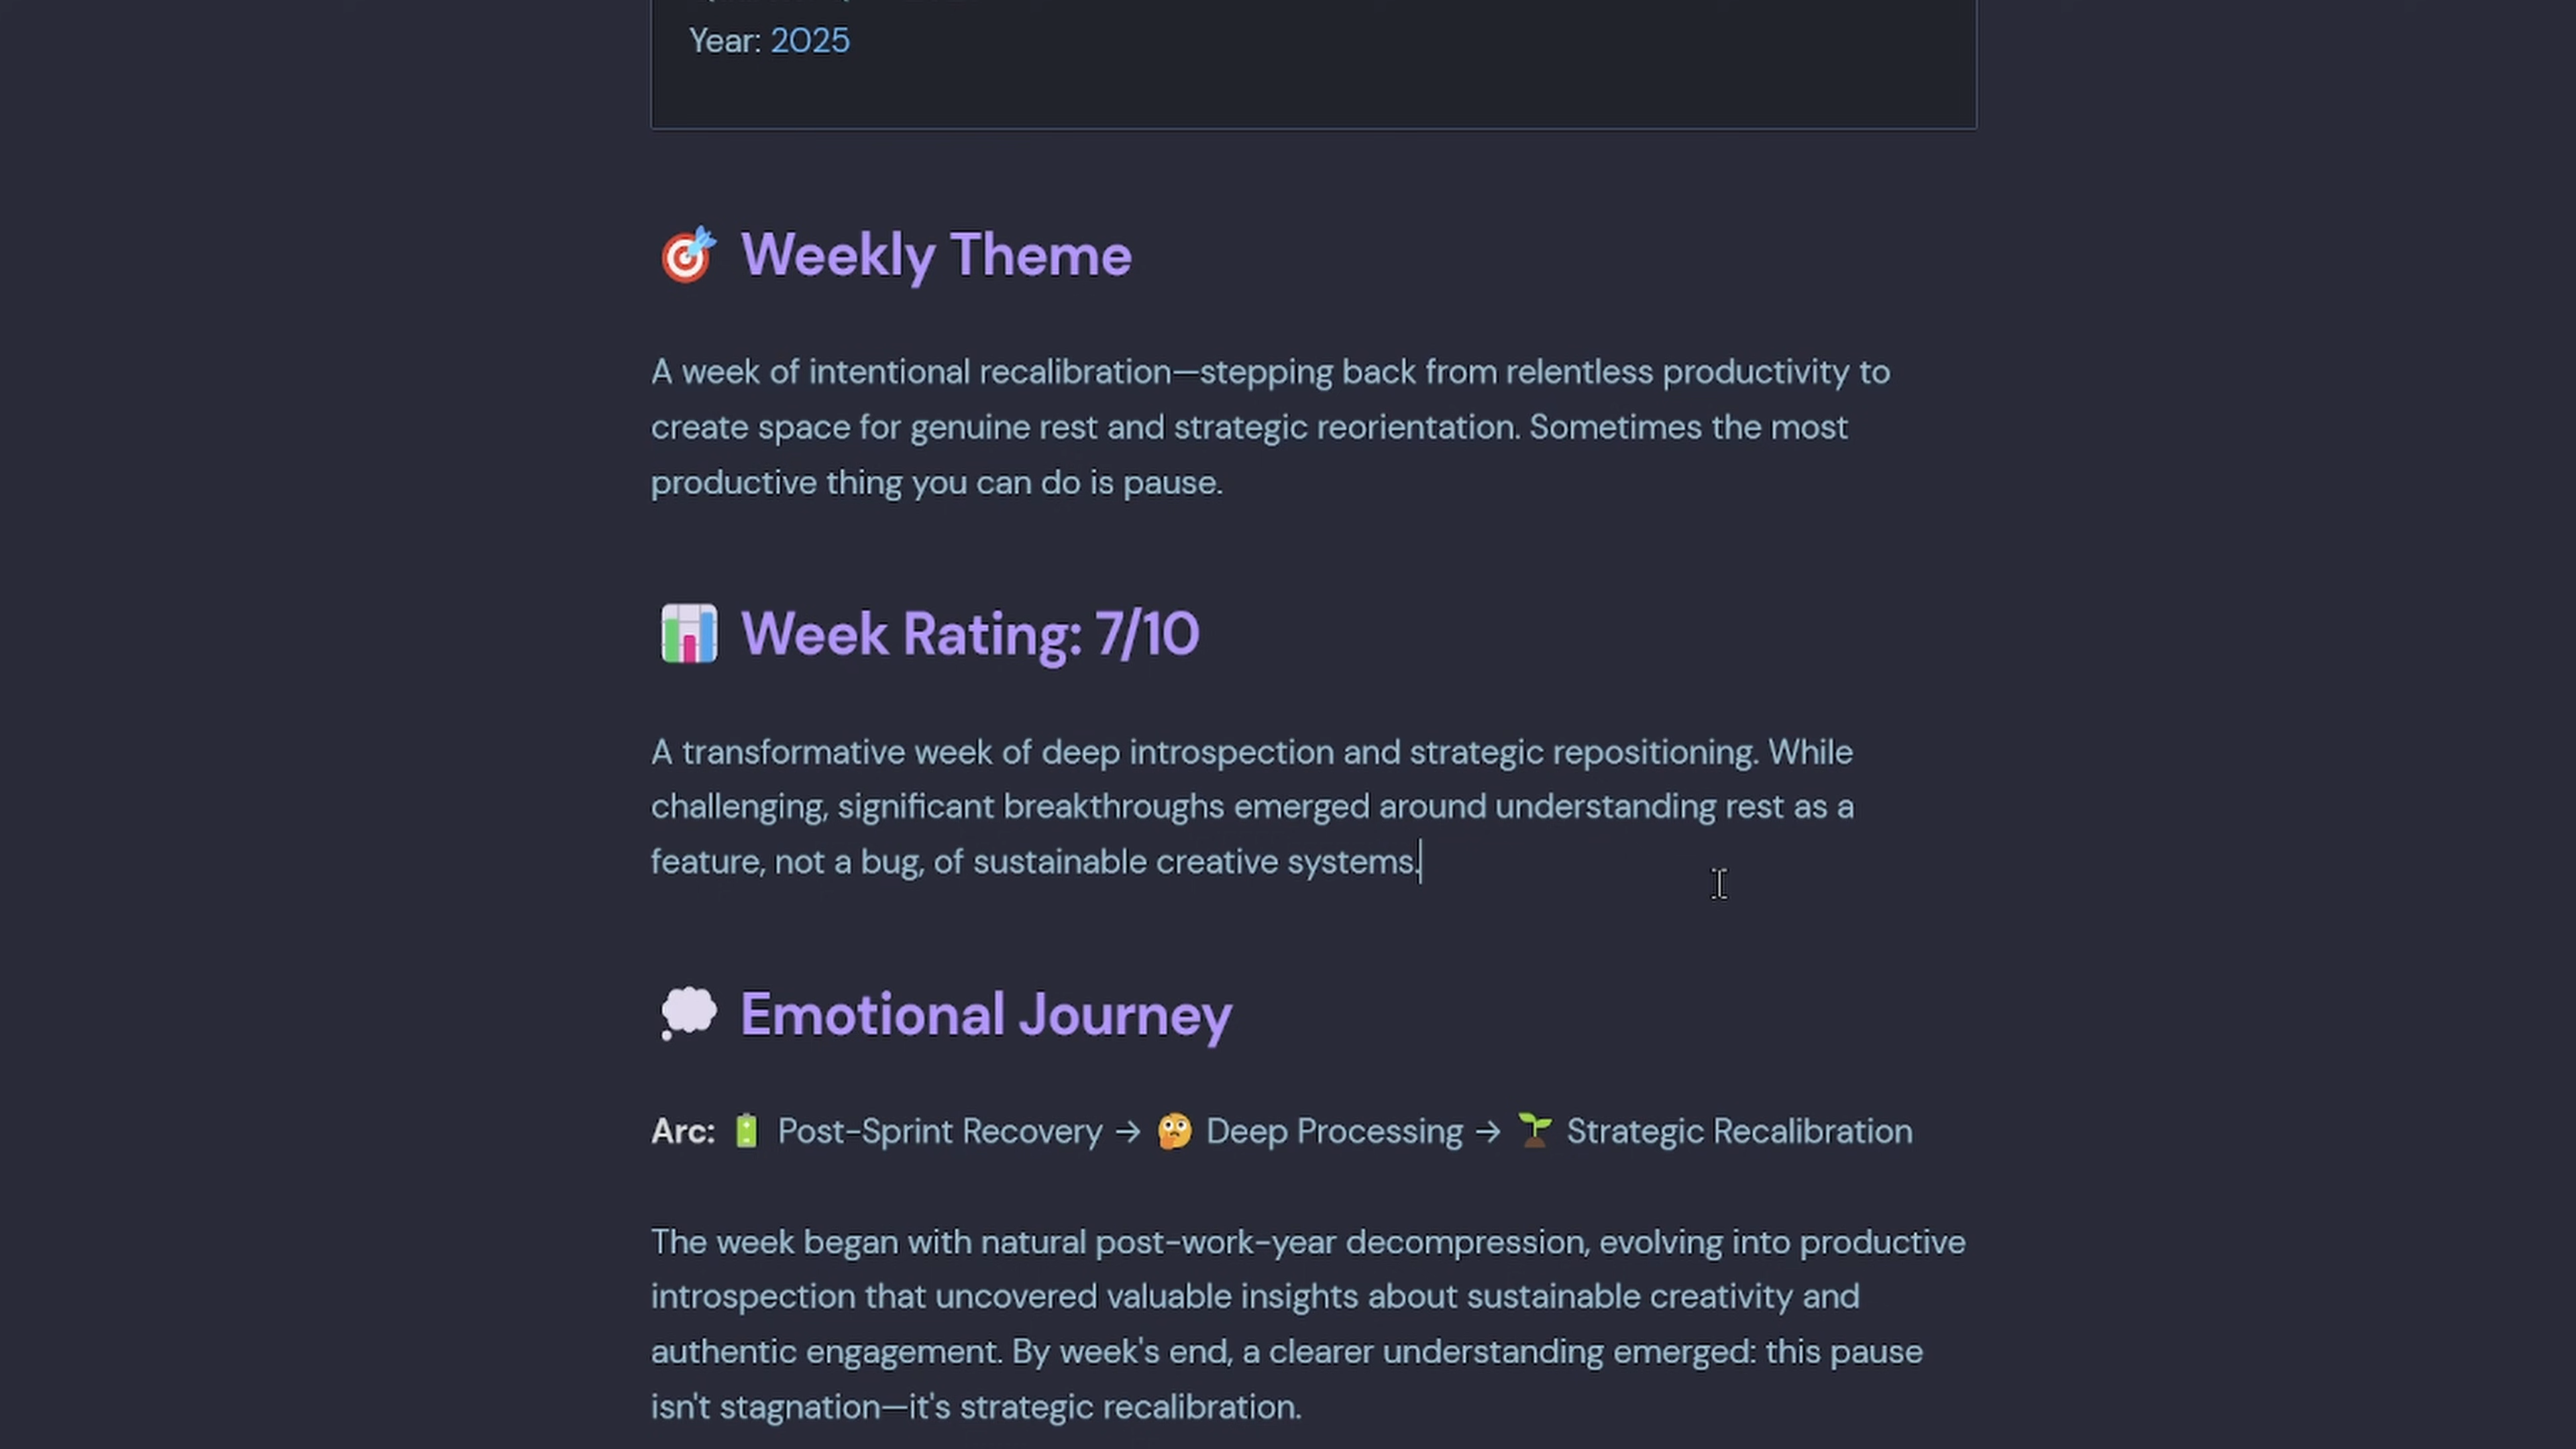 Year: 2025
🎯 Weekly Theme
A week of intentional recalibration—stepping back from relentless productivity to
create space for genuine rest and strategic reorientation. Sometimes the most
productive thing you can do is pause.
📊 Week Rating: 7/10
A transformative week of deep introspection and strategic repositioning. While
challenging, significant breakthroughs emerged around understanding rest as a
feature, not a bug, of sustainable creative systems.
💭 Emotional Journey
Arc: 🔋 Post-Sprint Recovery → 🤔 Deep Processing → 🌱 Strategic Recalibration
The week began with natural post-work-year decompression, evolving into productive
introspection that uncovered valuable insights about sustainable creativity and
authentic engagement. By week's end, a clearer understanding emerged: this pause
isn't stagnation—it's strategic recalibration.